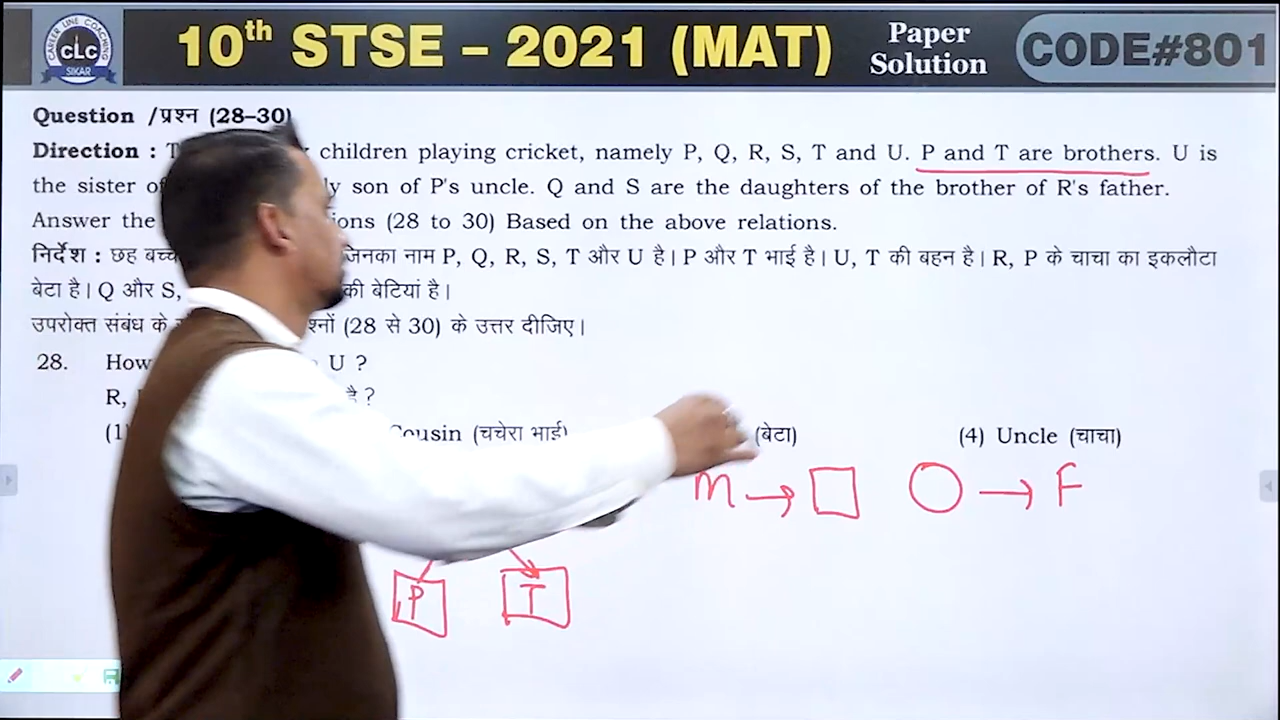 CAREER LINE COACHING
CLC
SIKAR
10th STSE – 2021 (MAT)
Paper
Solution
CODE#801
Question /प्रश्न (28–30)
Direction : children playing cricket, namely P, Q, R, S, T and U. P and T are brothers. U is
the sister of son of P's uncle. Q and S are the daughters of the brother of R's father.
Answer the (28 to 30) Based on the above relations.
निर्देश : छह जिनका नाम P, Q, R, S, T और U है। P और T भाई है। U, T की बहन है। R, P के चाचा का इकलौटा
बेटा है। Q और S, की बेटियां है।
उपरोक्त संबंध के (28 से 30) के उत्तर दीजिए।
28. How U ?
R, है ?
(1) Cousin (चचेरा भाई) (बेटा) (4) Uncle (चाचा)
M → □ ○ → F
P T